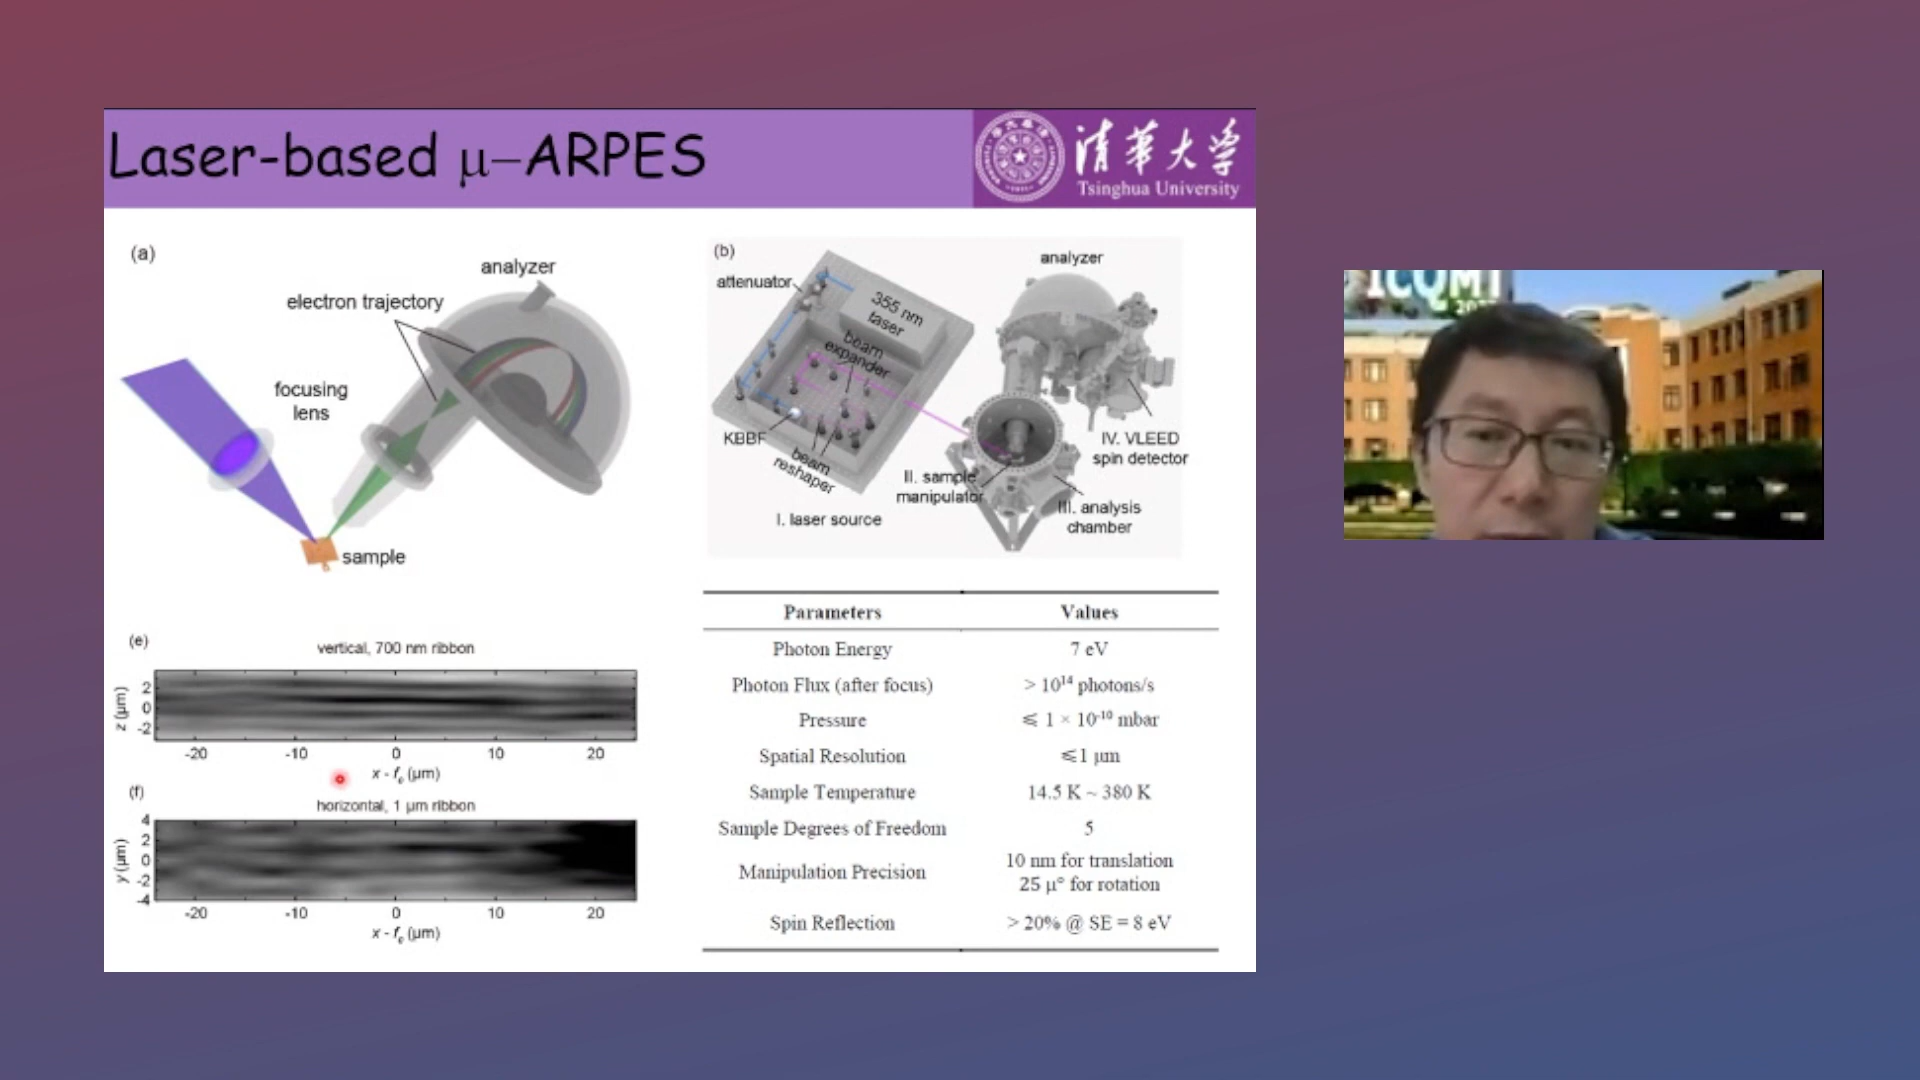 Laser-based μ-ARPES
清華大学
Tsinghua University
(a)
analyzer
electron trajectory
focusing
lens
sample
(b)
analyzer
attenuator
355 nm
laser
beam
expander
KBBF
beam
reshaper
I. laser source
II. sample
manipulator
III. analysis
chamber
IV. VLEED
spin detector
(e)
vertical, 700 nm ribbon
z (μm)
2
0
-2
-20 -10 0 10 20
x - f₀ (μm)
(f)
horizontal, 1 μm ribbon
y (μm)
4
2
0
-2
-4
-20 -10 0 10 20
x - f₀ (μm)
Parameters Values
Photon Energy 7 eV
Photon Flux (after focus) > 10¹⁴ photons/s
Pressure ⩽ 1 × 10⁻¹⁰ mbar
Spatial Resolution ⩽1 μm
Sample Temperature 14.5 K ~ 380 K
Sample Degrees of Freedom 5
Manipulation Precision 10 nm for translation
25 μ° for rotation
Spin Reflection > 20% @ SE = 8 eV
ICQMT